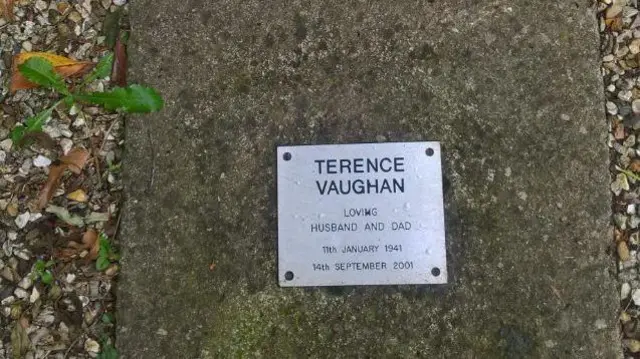 TERENCE
VAUGHAN
LOVING
HUSBAND AND DAD
11th JANUARY 1941
14th SEPTEMBER 2001